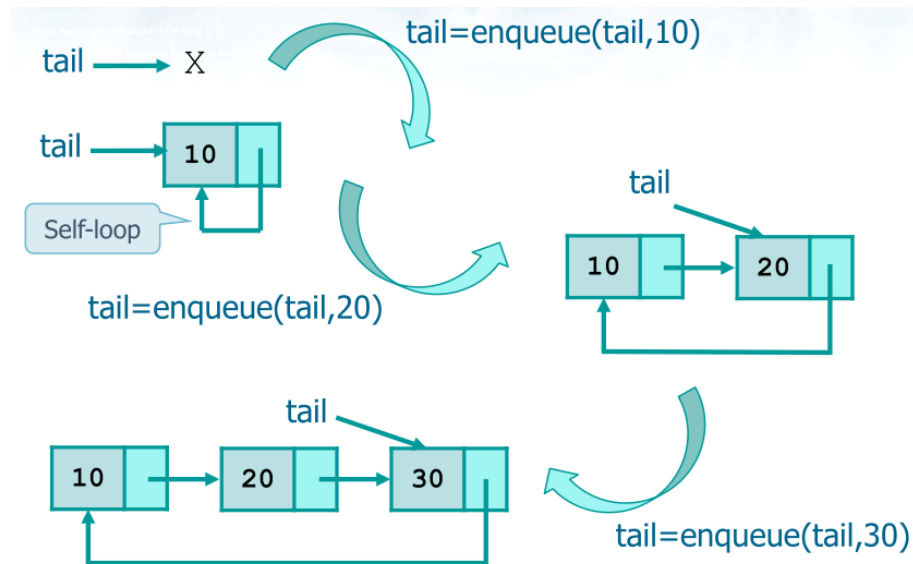 tail=enqueue(tail,10)
tail X
tail 10
Self-loop
tail=enqueue(tail,20)
tail
10 20
tail
10 20 30
tail=enqueue(tail,30)